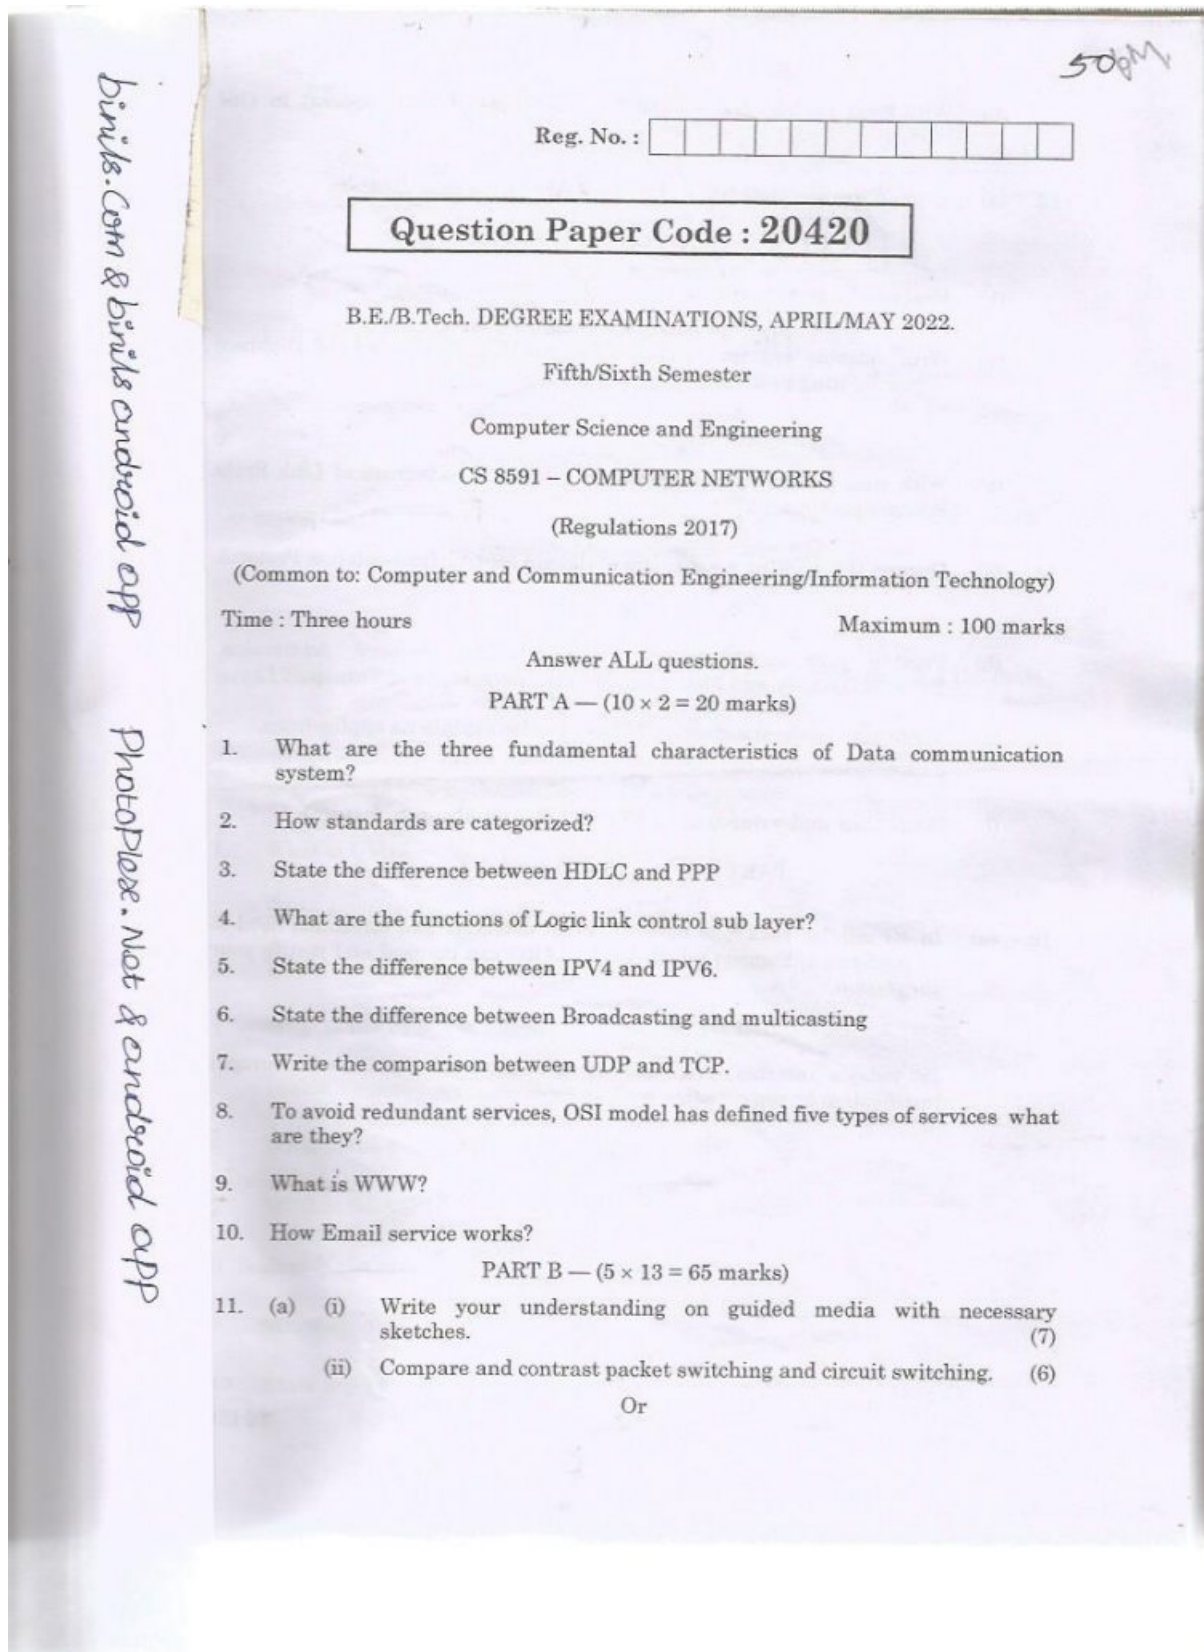 Reg. No. :
Question Paper Code : 20420
B.E./B.Tech. DEGREE EXAMINATIONS, APRIL/MAY 2022.
Fifth/Sixth Semester
Computer Science and Engineering
CS 8591 – COMPUTER NETWORKS
(Regulations 2017)
(Common to: Computer and Communication Engineering/Information Technology)
Time : Three hours Maximum : 100 marks
Answer ALL questions.
PART A — (10 × 2 = 20 marks)
1. What are the three fundamental characteristics of Data communication
system?
2. How standards are categorized?
3. State the difference between HDLC and PPP
4. What are the functions of Logic link control sub layer?
5. State the difference between IPV4 and IPV6.
6. State the difference between Broadcasting and multicasting
7. Write the comparison between UDP and TCP.
8. To avoid redundant services, OSI model has defined five types of services what
are they?
9. What is WWW?
10. How Email service works?
PART B — (5 × 13 = 65 marks)
11. (a) (i) Write your understanding on guided media with necessary
sketches. (7)
(ii) Compare and contrast packet switching and circuit switching. (6)
Or
binils.com & binils android app
PhotoPlex.Net & android app